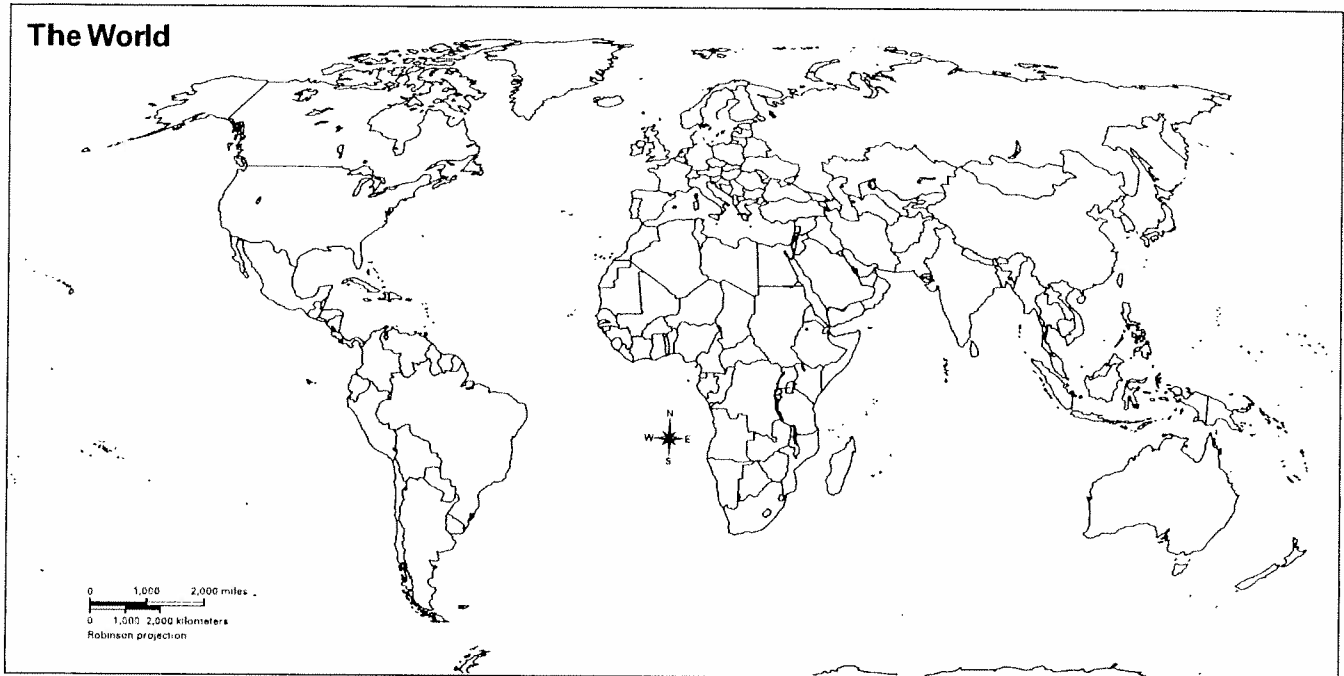 The World
N
W E
S
0 1,000 2,000 miles
0 1,000 2,000 kilometers
Robinson projection